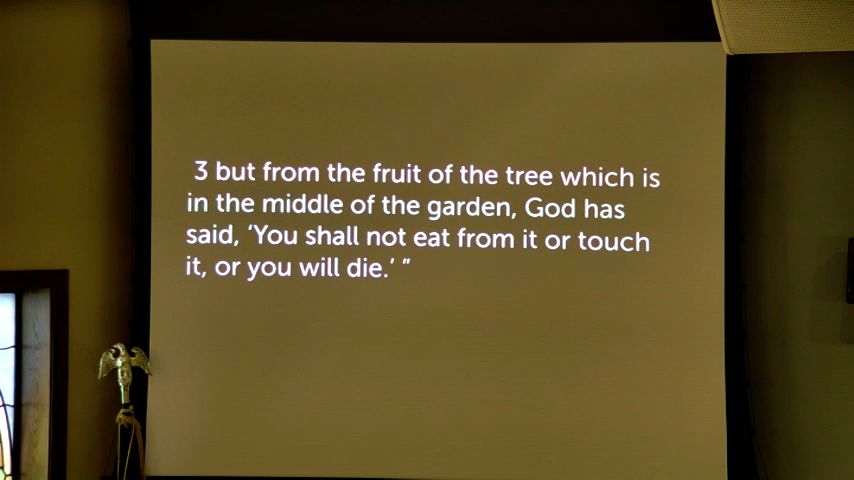 3 but from the fruit of the tree which is
in the middle of the garden, God has
said, ‘You shall not eat from it or touch
it, or you will die.’ ”